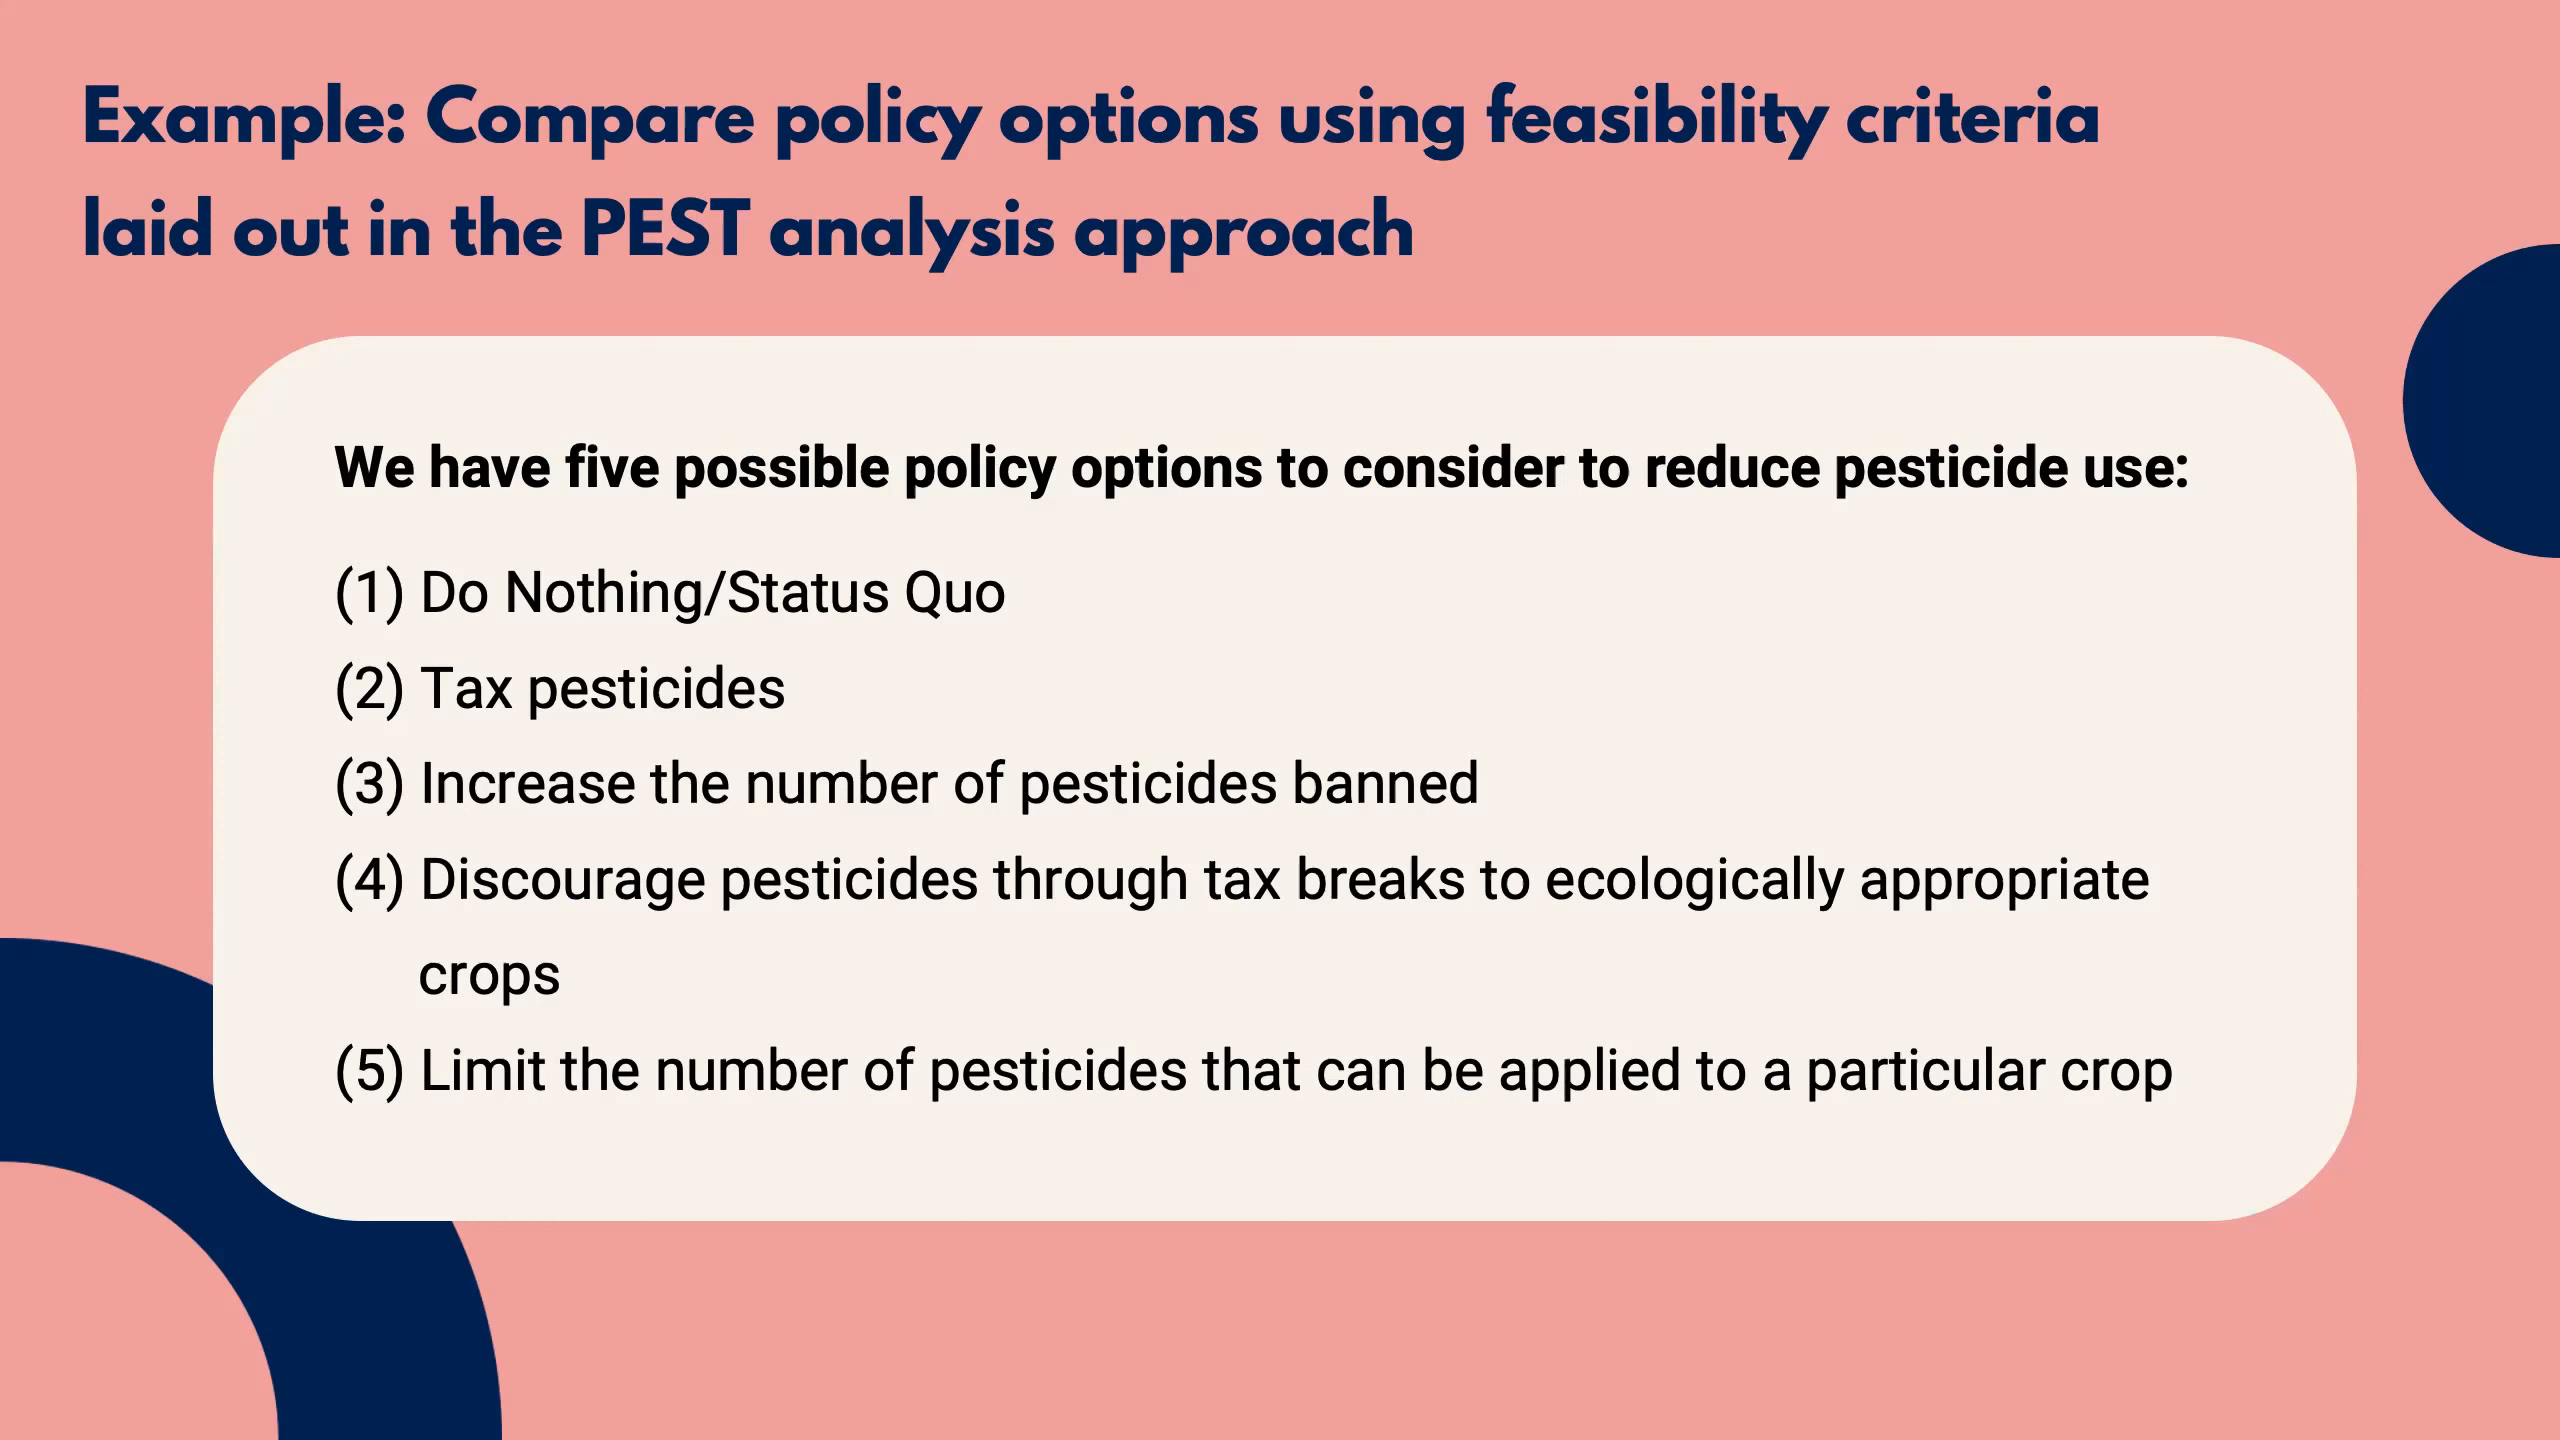 Example: Compare policy options using feasibility criteria
laid out in the PEST analysis approach
We have five possible policy options to consider to reduce pesticide use:
(1) Do Nothing/Status Quo
(2) Tax pesticides
(3) Increase the number of pesticides banned
(4) Discourage pesticides through tax breaks to ecologically appropriate
crops
(5) Limit the number of pesticides that can be applied to a particular crop